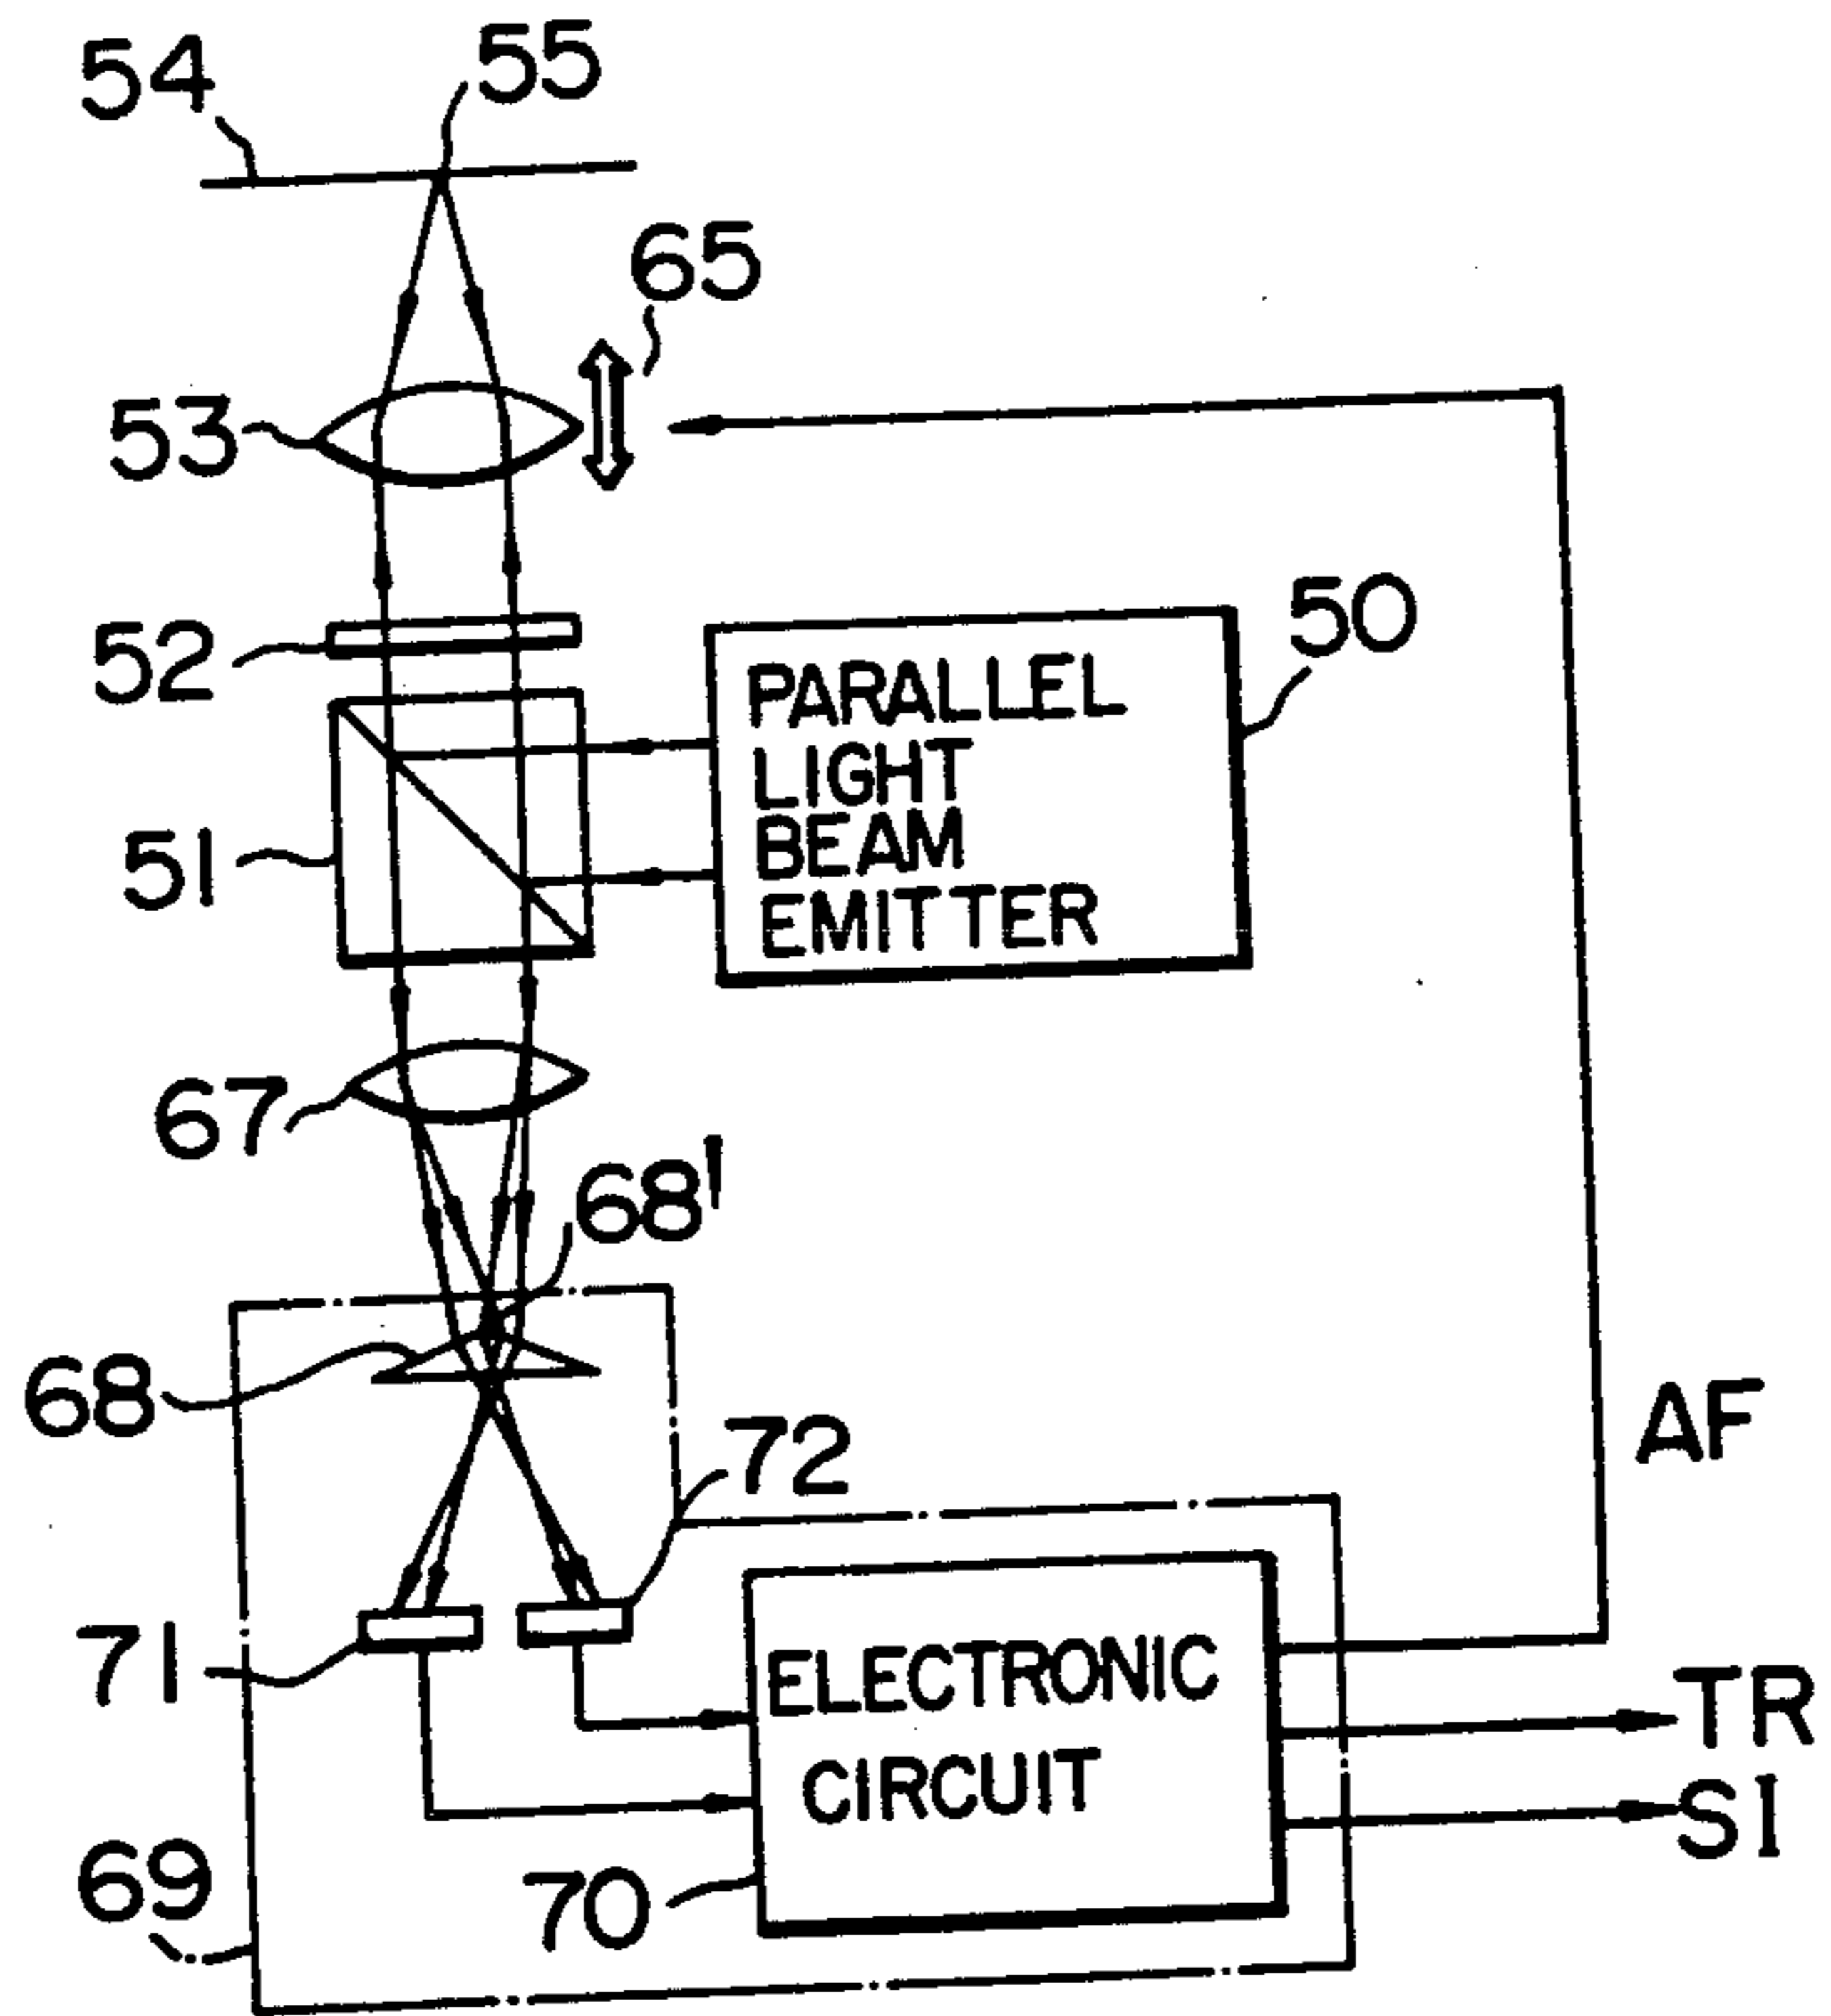 54
55
65
53
50
52
PARALLEL
LIGHT
BEAM
EMITTER
51
67
68'
68
AF
72
71
ELECTRONIC
CIRCUIT
TR
SI
69
70